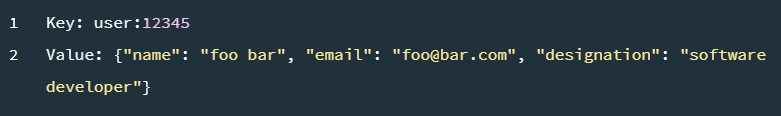 1 Key: user:12345
2 Value: {"name": "foo bar", "email": "foo@bar.com", "designation": "software
developer"}